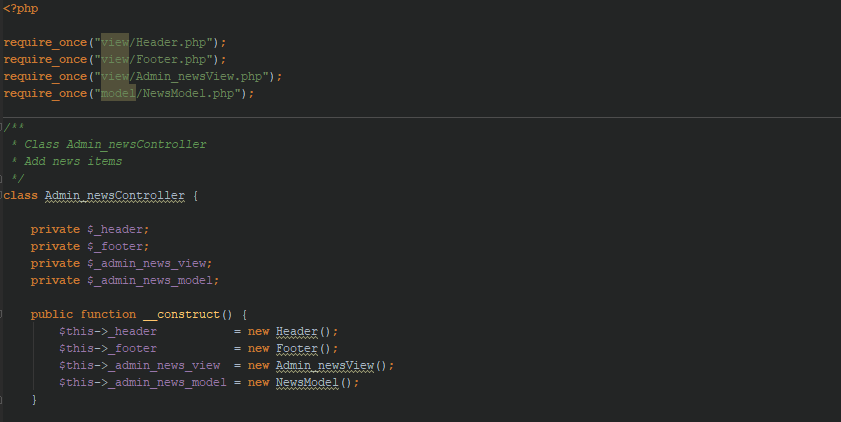 <?php
require_once("view/Header.php");
require_once("view/Footer.php");
require_once("view/Admin_newsView.php");
require_once("model/NewsModel.php");
/**
 * Class Admin_newsController
 * Add news items
 */
class Admin_newsController {
    private $_header;
    private $_footer;
    private $_admin_news_view;
    private $_admin_news_model;
    public function __construct() {
        $this->_header           = new Header();
        $this->_footer           = new Footer();
        $this->_admin_news_view  = new Admin_newsView();
        $this->_admin_news_model = new NewsModel();
    }